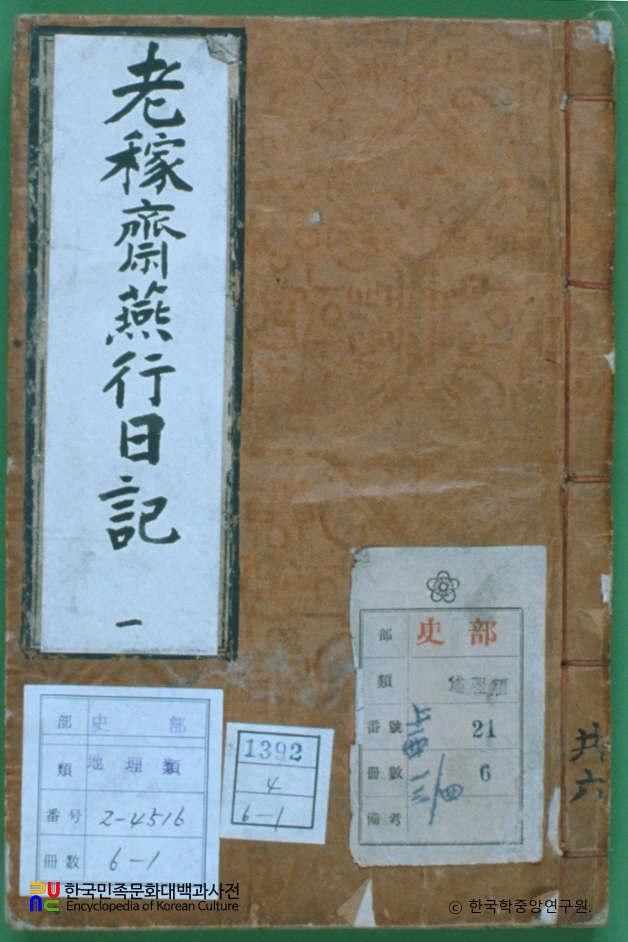 老稼齋燕行日記
一
部 史部
類 地理類
番號 21
冊數 6
備考
共六
部 史部
類 地理類
番号 2-4516
冊數 6-1
1392
4
6-1
한국민족문화대백과사전
Encyclopedia of Korean Culture
ⓒ 한국학중앙연구원.